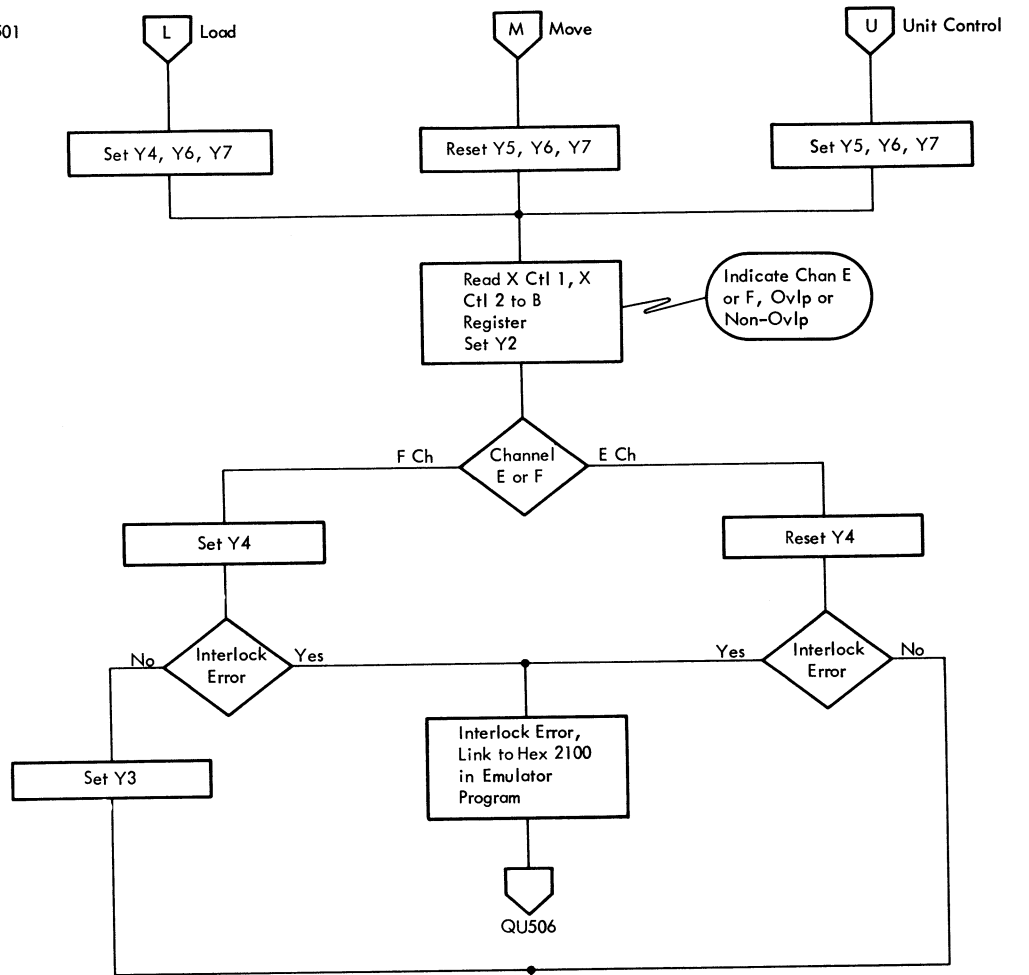 L Load
M Move
U Unit Control
Set Y4, Y6, Y7
Reset Y5, Y6, Y7
Set Y5, Y6, Y7
Read X Ctl 1, X
Ctl 2 to B
Register
Set Y2
Indicate Chan E
or F, Ovlp or
Non-Ovlp
F Ch
Channel
E or F
E Ch
Set Y4
Reset Y4
No
Interlock
Error
Yes
Yes
Interlock
Error
No
Set Y3
Interlock Error,
Link to Hex 2100
in Emulator
Program
QU506